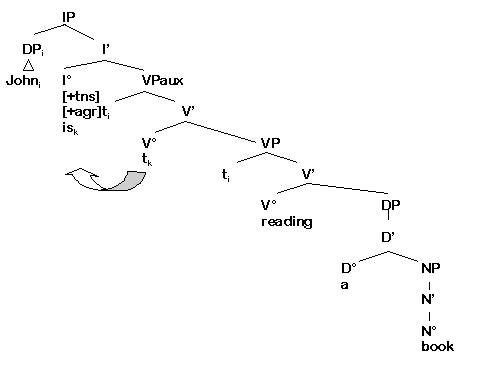 IP
DPi I'
Johni I° VPaux
[+tns]
[+agr]ti V'
isk
V° VP
tk
ti V'
V° DP
reading
D'
D° NP
a
N'
N°
book